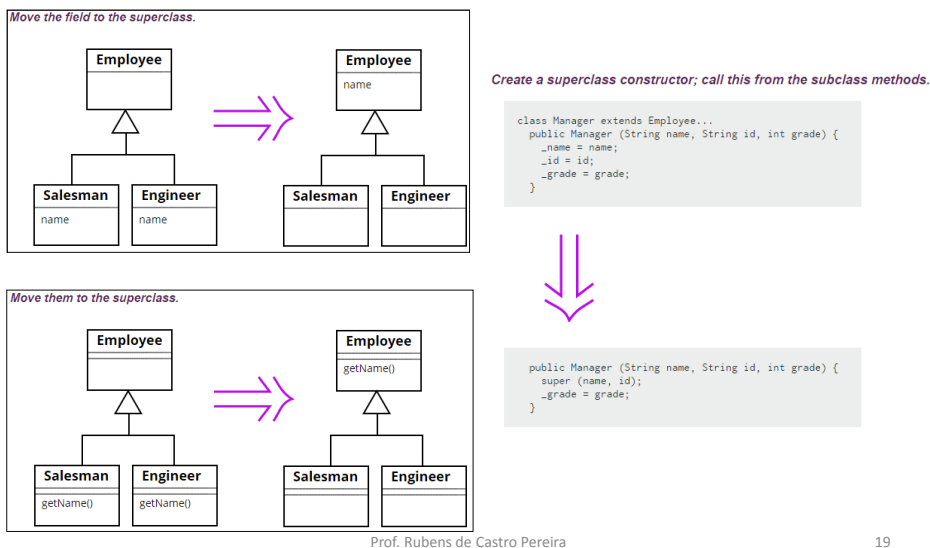 Move the field to the superclass.
Employee
Employee
name
Salesman
name
Engineer
name
Salesman
Engineer
Move them to the superclass.
Employee
Employee
getName()
Salesman
getName()
Engineer
getName()
Salesman
Engineer
Create a superclass constructor; call this from the subclass methods.
class Manager extends Employee...
public Manager (String name, String id, int grade) {
_name = name;
_id = id;
_grade = grade;
}
public Manager (String name, String id, int grade) {
super (name, id);
_grade = grade;
}
Prof. Rubens de Castro Pereira
19